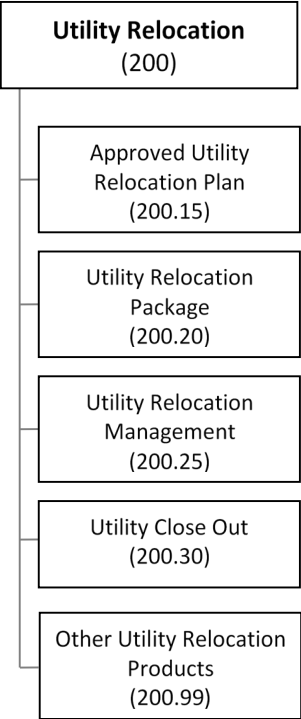 Utility Relocation
(200)
Approved Utility
Relocation Plan
(200.15)
Utility Relocation
Package
(200.20)
Utility Relocation
Management
(200.25)
Utility Close Out
(200.30)
Other Utility Relocation
Products
(200.99)